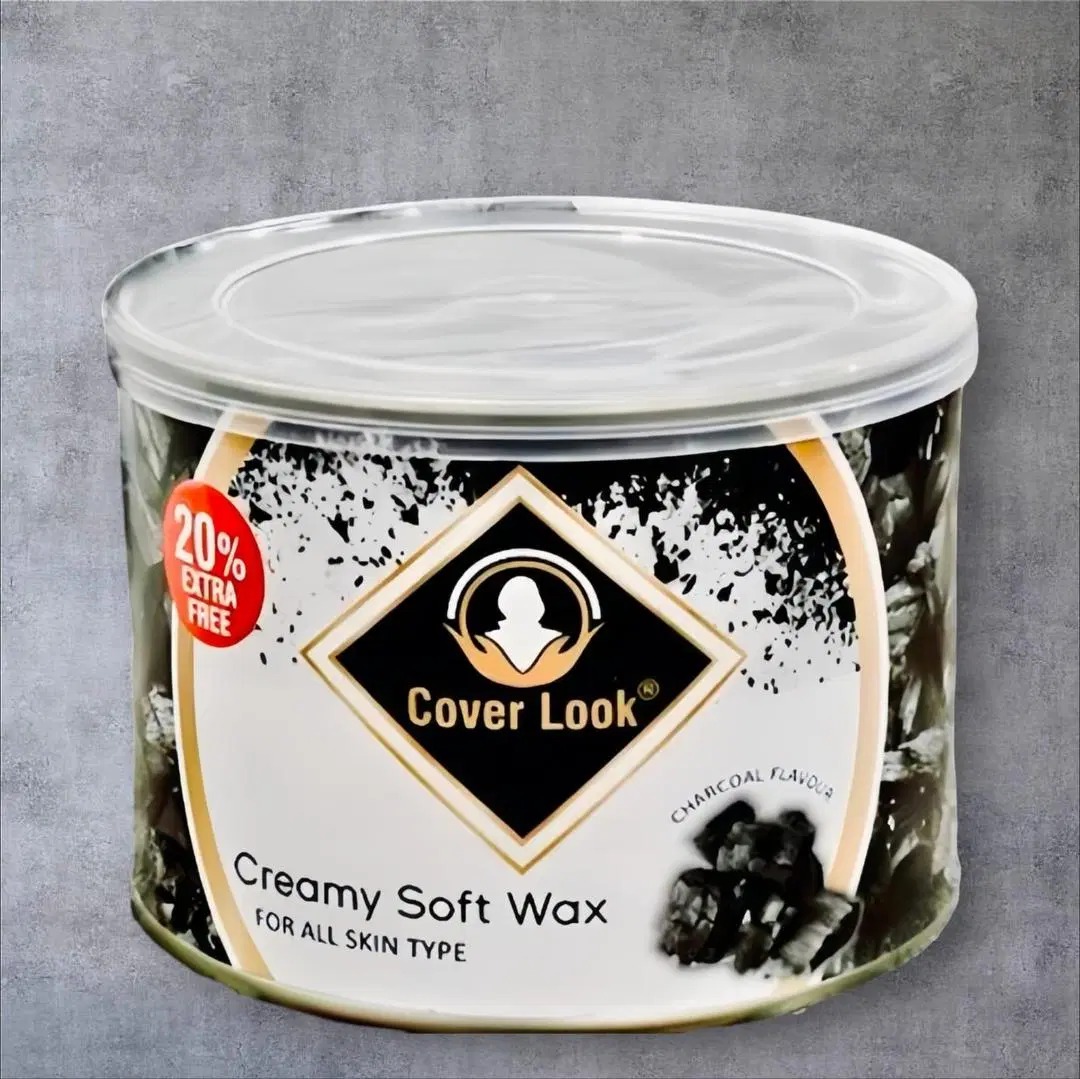 20%
EXTRA
FREE
Cover Look®
CHARCOAL FLAVOUR
Creamy Soft Wax
FOR ALL SKIN TYPE